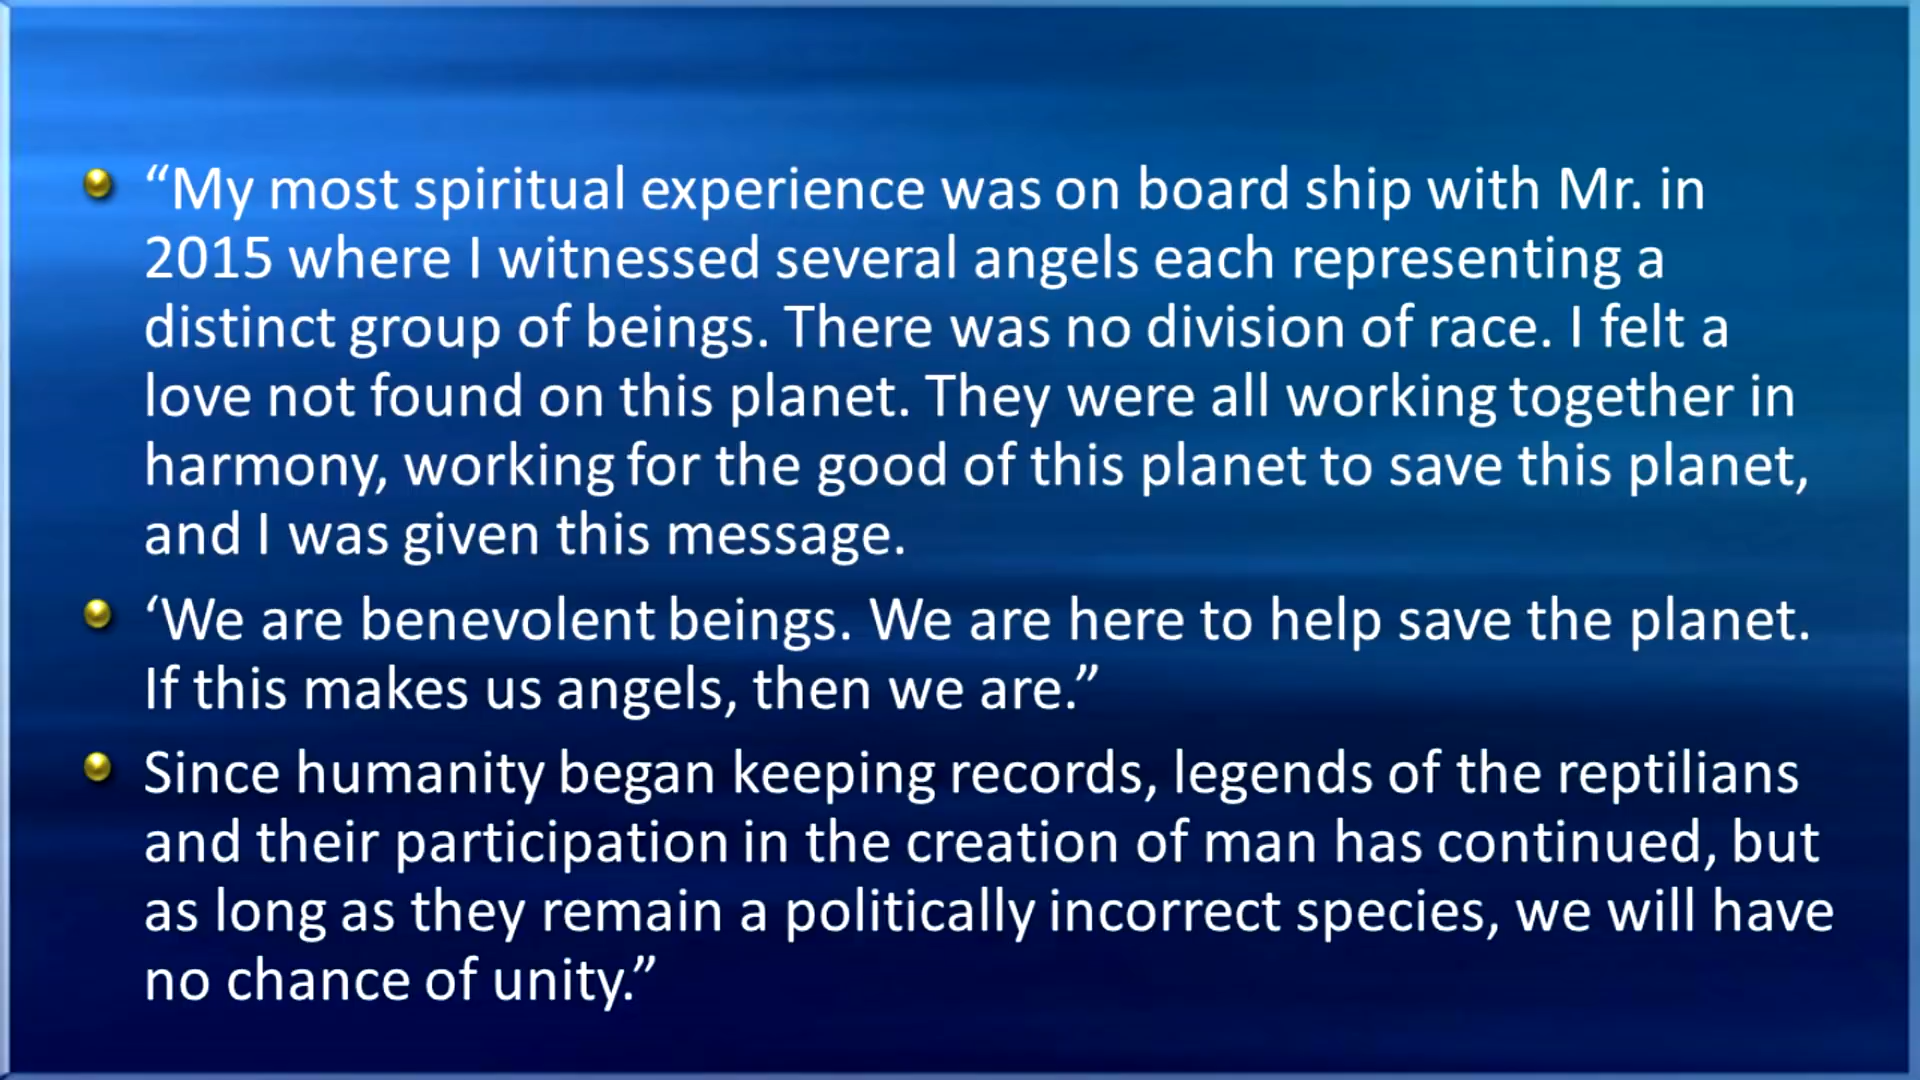 “My most spiritual experience was on board ship with Mr. in
2015 where I witnessed several angels each representing a
distinct group of beings. There was no division of race. I felt a
love not found on this planet. They were all working together in
harmony, working for the good of this planet to save this planet,
and I was given this message.
‘We are benevolent beings. We are here to help save the planet.
If this makes us angels, then we are.”
Since humanity began keeping records, legends of the reptilians
and their participation in the creation of man has continued, but
as long as they remain a politically incorrect species, we will have
no chance of unity.”